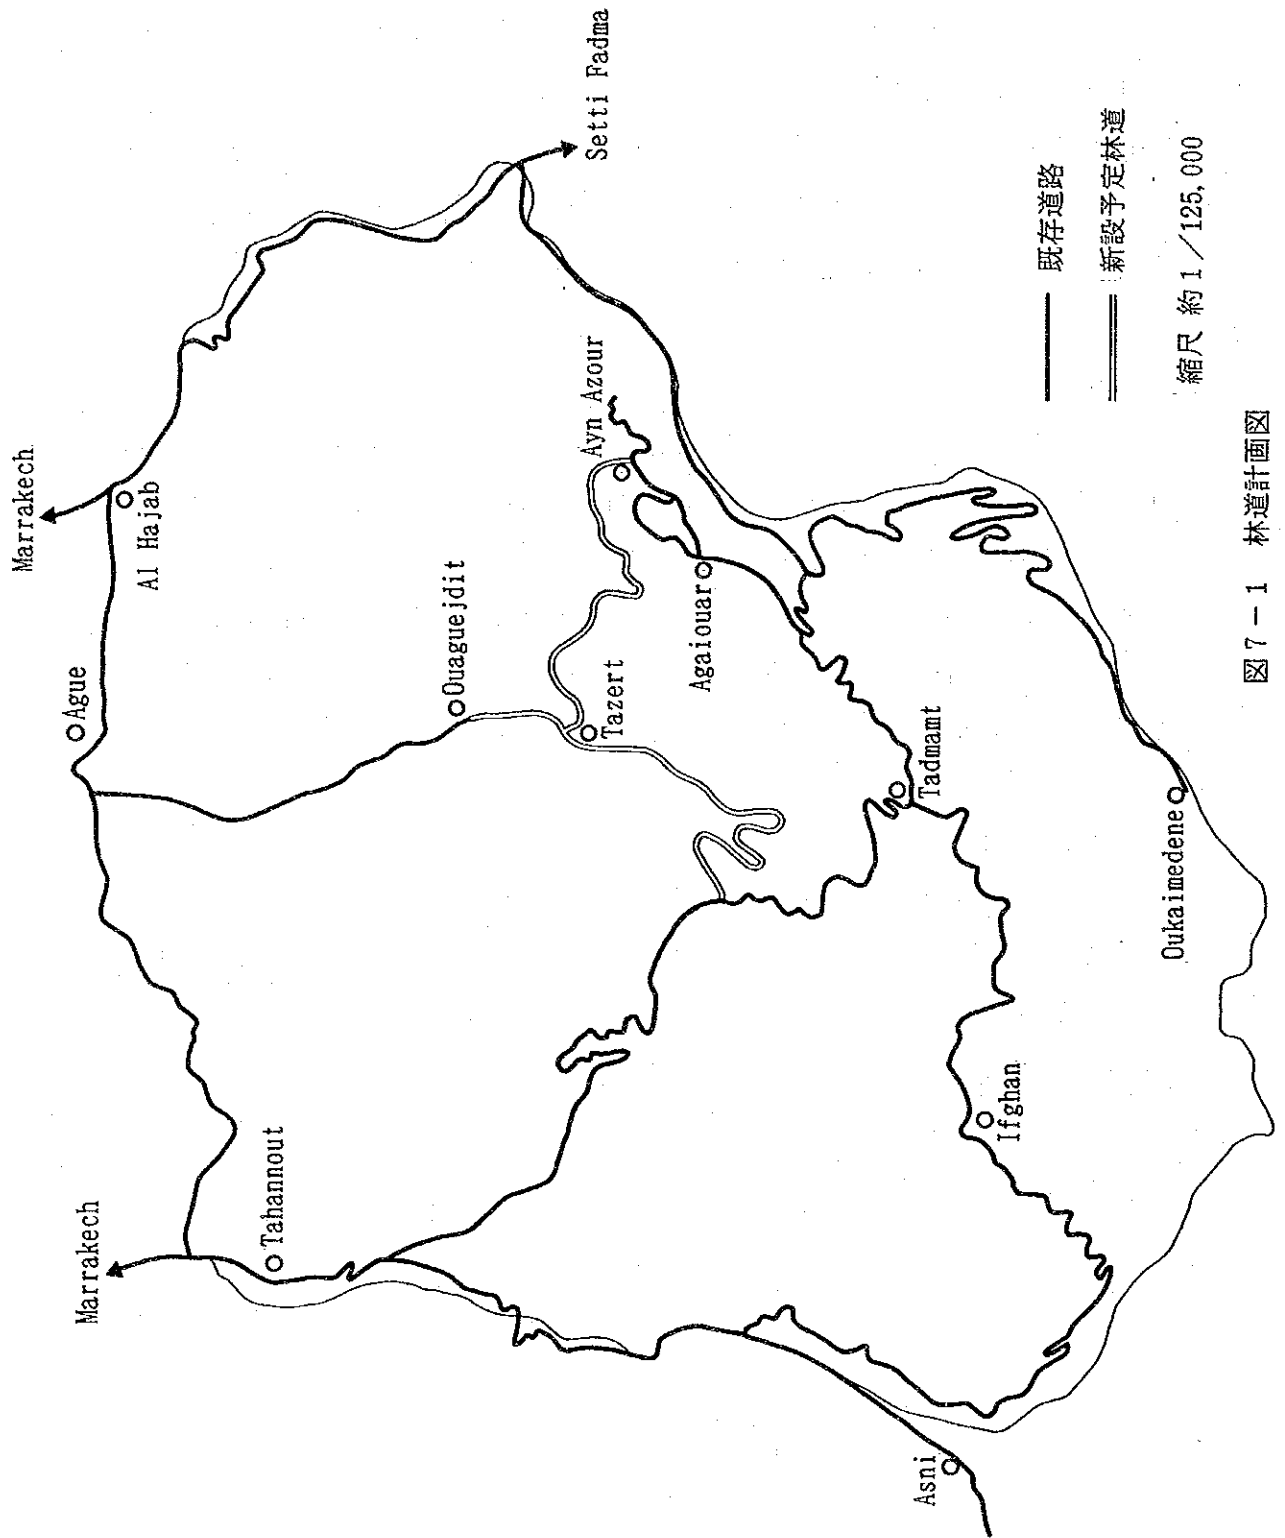 Marrakech
Marrakech
Setti Fadma
Ague
Al Hajab
Tahannout
Ouaguejdit
Ayn Azour
Tazert
Agaiouar
Tadmamt
Ifghan
Asni
Oukaimedene
既存道路
新設予定林道
縮尺 約1/125,000
図7-1 林道計画図